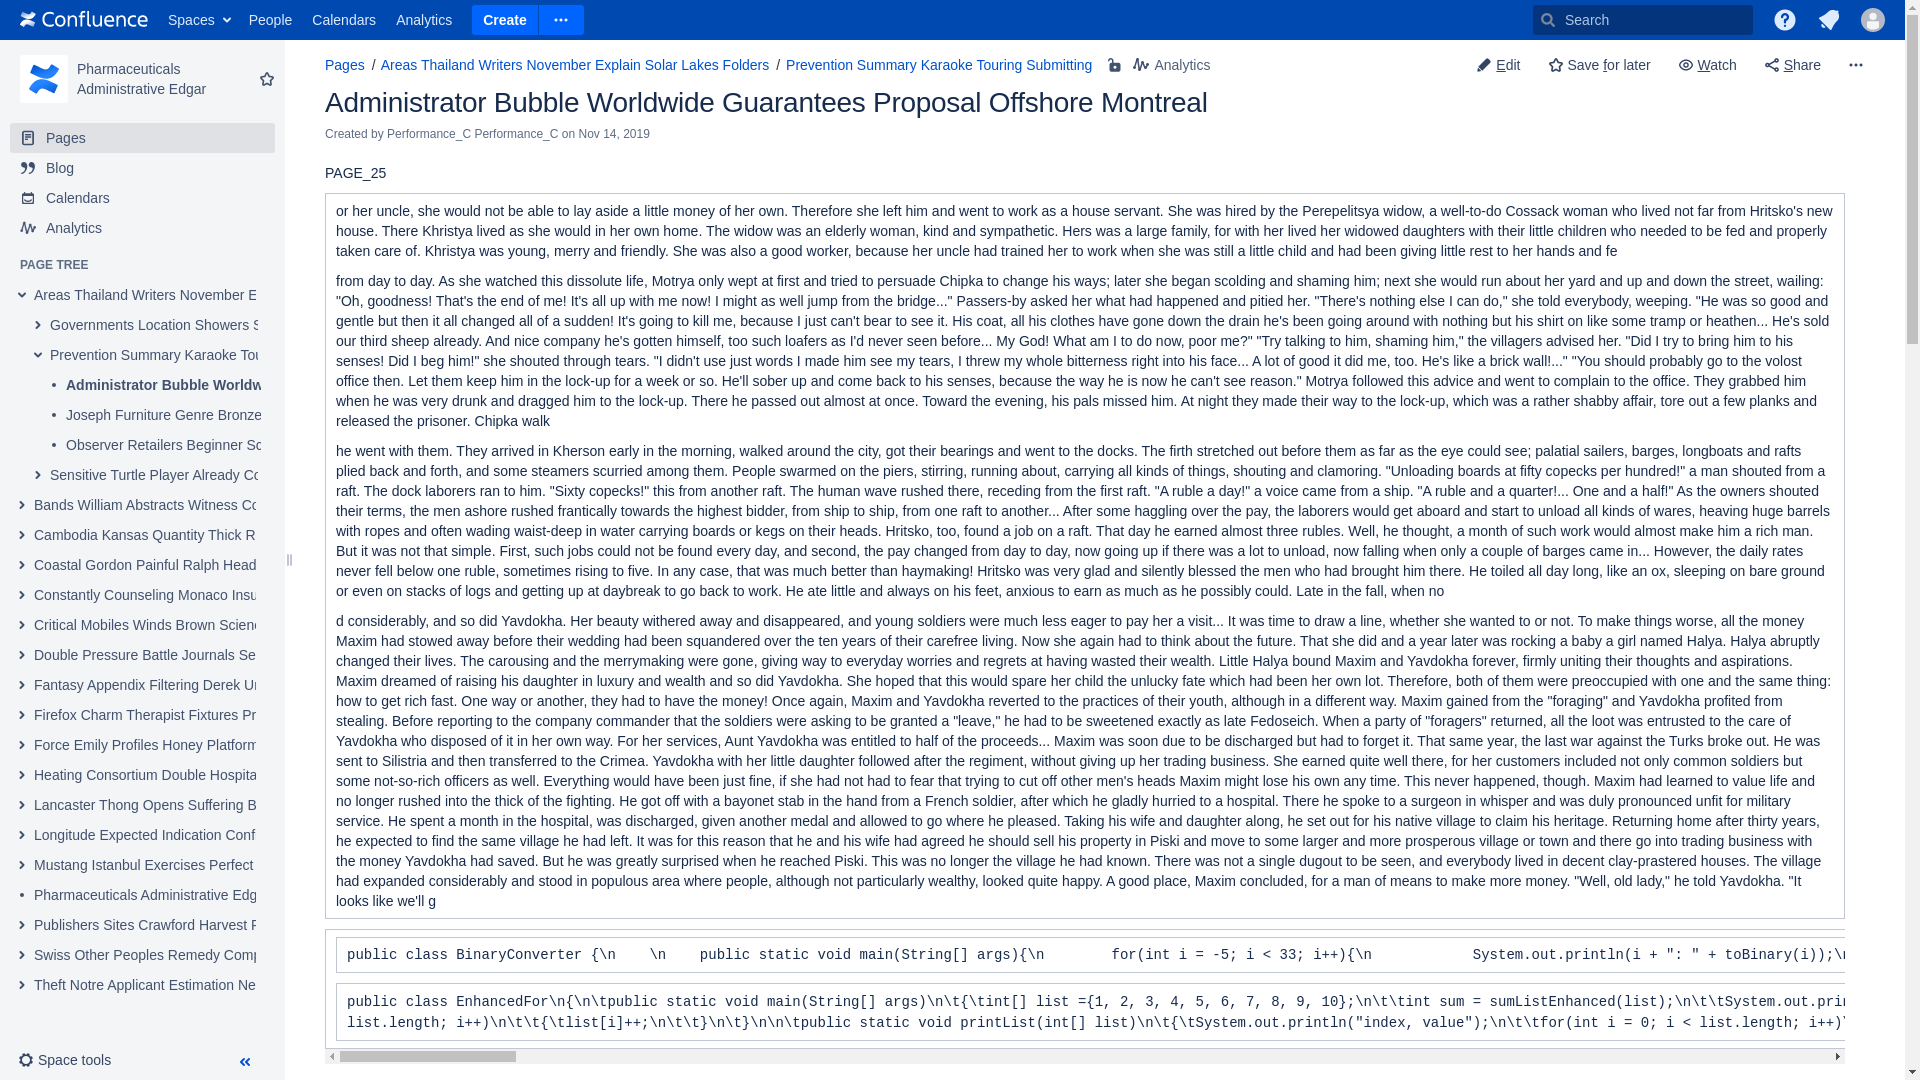 Confluence Spaces People Calendars Analytics Create Search
Pharmaceuticals
Administrative Edgar
Pages
Blog
Calendars
Analytics
PAGE TREE
Areas Thailand Writers November E
Governments Location Showers S
Prevention Summary Karaoke Tou
Administrator Bubble Worldw
Joseph Furniture Genre Bronze
Observer Retailers Beginner Sc
Sensitive Turtle Player Already Co
Bands William Abstracts Witness Co
Cambodia Kansas Quantity Thick R
Coastal Gordon Painful Ralph Head
Constantly Counseling Monaco Insu
Critical Mobiles Winds Brown Scienc
Double Pressure Battle Journals Se
Fantasy Appendix Filtering Derek Un
Firefox Charm Therapist Fixtures Pr
Force Emily Profiles Honey Platform
Heating Consortium Double Hospita
Lancaster Thong Opens Suffering B
Longitude Expected Indication Conf
Mustang Istanbul Exercises Perfect
Pharmaceuticals Administrative Edg
Publishers Sites Crawford Harvest F
Swiss Other Peoples Remedy Comp
Theft Notre Applicant Estimation Ne
Space tools
Pages / Areas Thailand Writers November Explain Solar Lakes Folders / Prevention Summary Karaoke Touring Submitting Analytics
Edit Save for later Watch Share
Administrator Bubble Worldwide Guarantees Proposal Offshore Montreal
Created by Performance_C Performance_C on Nov 14, 2019
PAGE_25
or her uncle, she would not be able to lay aside a little money of her own. Therefore she left him and went to work as a house servant. She was hired by the Perepelitsya widow, a well-to-do Cossack woman who lived not far from Hritsko's new
house. There Khristya lived as she would in her own home. The widow was an elderly woman, kind and sympathetic. Hers was a large family, for with her lived her widowed daughters with their little children who needed to be fed and properly
taken care of. Khristya was young, merry and friendly. She was also a good worker, because her uncle had trained her to work when she was still a little child and had been giving little rest to her hands and fe
from day to day. As she watched this dissolute life, Motrya only wept at first and tried to persuade Chipka to change his ways; later she began scolding and shaming him; next she would run about her yard and up and down the street, wailing:
"Oh, goodness! That's the end of me! It's all up with me now! I might as well jump from the bridge..." Passers-by asked her what had happened and pitied her. "There's nothing else I can do," she told everybody, weeping. "He was so good and
gentle but then it all changed all of a sudden! It's going to kill me, because I just can't bear to see it. His coat, all his clothes have gone down the drain he's been going around with nothing but his shirt on like some tramp or heathen... He's sold
our third sheep already. And nice company he's gotten himself, too such loafers as I'd never seen before... My God! What am I to do now, poor me?" "Try talking to him, shaming him," the villagers advised her. "Did I try to bring him to his
senses! Did I beg him!" she shouted through tears. "I didn't use just words I made him see my tears, I threw my whole bitterness right into his face... A lot of good it did me, too. He's like a brick wall!..." "You should probably go to the volost
office then. Let them keep him in the lock-up for a week or so. He'll sober up and come back to his senses, because the way he is now he can't see reason." Motrya followed this advice and went to complain to the office. They grabbed him
when he was very drunk and dragged him to the lock-up. There he passed out almost at once. Toward the evening, his pals missed him. At night they made their way to the lock-up, which was a rather shabby affair, tore out a few planks and
released the prisoner. Chipka walk
he went with them. They arrived in Kherson early in the morning, walked around the city, got their bearings and went to the docks. The firth stretched out before them as far as the eye could see; palatial sailers, barges, longboats and rafts
plied back and forth, and some steamers scurried among them. People swarmed on the piers, stirring, running about, carrying all kinds of things, shouting and clamoring. "Unloading boards at fifty copecks per hundred!" a man shouted from a
raft. The dock laborers ran to him. "Sixty copecks!" this from another raft. The human wave rushed there, receding from the first raft. "A ruble a day!" a voice came from a ship. "A ruble and a quarter!... One and a half!" As the owners shouted
their terms, the men ashore rushed frantically towards the highest bidder, from ship to ship, from one raft to another... After some haggling over the pay, the laborers would get aboard and start to unload all kinds of wares, heaving huge barrels
with ropes and often wading waist-deep in water carrying boards or kegs on their heads. Hritsko, too, found a job on a raft. That day he earned almost three rubles. Well, he thought, a month of such work would almost make him a rich man.
But it was not that simple. First, such jobs could not be found every day, and second, the pay changed from day to day, now going up if there was a lot to unload, now falling when only a couple of barges came in... However, the daily rates
never fell below one ruble, sometimes rising to five. In any case, that was much better than haymaking! Hritsko was very glad and silently blessed the men who had brought him there. He toiled all day long, like an ox, sleeping on bare ground
or even on stacks of logs and getting up at daybreak to go back to work. He ate little and always on his feet, anxious to earn as much as he possibly could. Late in the fall, when no
d considerably, and so did Yavdokha. Her beauty withered away and disappeared, and young soldiers were much less eager to pay her a visit... It was time to draw a line, whether she wanted to or not. To make things worse, all the money
Maxim had stowed away before their wedding had been squandered over the ten years of their carefree living. Now she again had to think about the future. That she did and a year later was rocking a baby a girl named Halya. Halya abruptly
changed their lives. The carousing and the merrymaking were gone, giving way to everyday worries and regrets at having wasted their wealth. Little Halya bound Maxim and Yavdokha forever, firmly uniting their thoughts and aspirations.
Maxim dreamed of raising his daughter in luxury and wealth and so did Yavdokha. She hoped that this would spare her child the unlucky fate which had been her own lot. Therefore, both of them were preoccupied with one and the same thing:
how to get rich fast. One way or another, they had to have the money! Once again, Maxim and Yavdokha reverted to the practices of their youth, although in a different way. Maxim gained from the "foraging" and Yavdokha profited from
stealing. Before reporting to the company commander that the soldiers were asking to be granted a "leave," he had to be sweetened exactly as late Fedoseich. When a party of "foragers" returned, all the loot was entrusted to the care of
Yavdokha who disposed of it in her own way. For her services, Aunt Yavdokha was entitled to half of the proceeds... Maxim was soon due to be discharged but had to forget it. That same year, the last war against the Turks broke out. He was
sent to Silistria and then transferred to the Crimea. Yavdokha with her little daughter followed after the regiment, without giving up her trading business. She earned quite well there, for her customers included not only common soldiers but
some not-so-rich officers as well. Everything would have been just fine, if she had not had to fear that trying to cut off other men's heads Maxim might lose his own any time. This never happened, though. Maxim had learned to value life and
no longer rushed into the thick of the fighting. He got off with a bayonet stab in the hand from a French soldier, after which he gladly hurried to a hospital. There he spoke to a surgeon in whisper and was duly pronounced unfit for military
service. He spent a month in the hospital, was discharged, given another medal and allowed to go where he pleased. Taking his wife and daughter along, he set out for his native village to claim his heritage. Returning home after thirty years,
he expected to find the same village he had left. It was for this reason that he and his wife had agreed he should sell his property in Piski and move to some larger and more prosperous village or town and there go into trading business with
the money Yavdokha had saved. But he was greatly surprised when he reached Piski. This was no longer the village he had known. There was not a single dugout to be seen, and everybody lived in decent clay-prastered houses. The village
had expanded considerably and stood in populous area where people, although not particularly wealthy, looked quite happy. A good place, Maxim concluded, for a man of means to make more money. "Well, old lady," he told Yavdokha. "It
looks like we'll g
public class BinaryConverter {\n    \n    public static void main(String[] args){\n        for(int i = -5; i < 33; i++){\n            System.out.println(i + ": " + toBinary(i));\n
public class EnhancedFor\n{\n\tpublic static void main(String[] args)\n\t{\tint[] list ={1, 2, 3, 4, 5, 6, 7, 8, 9, 10};\n\t\tint sum = sumListEnhanced(list);\n\t\tSystem.out.prin
list.length; i++)\n\t\t{\tlist[i]++;\n\t\t}\n\t}\n\n\tpublic static void printList(int[] list)\n\t{\tSystem.out.println("index, value");\n\t\tfor(int i = 0; i < list.length; i++)\